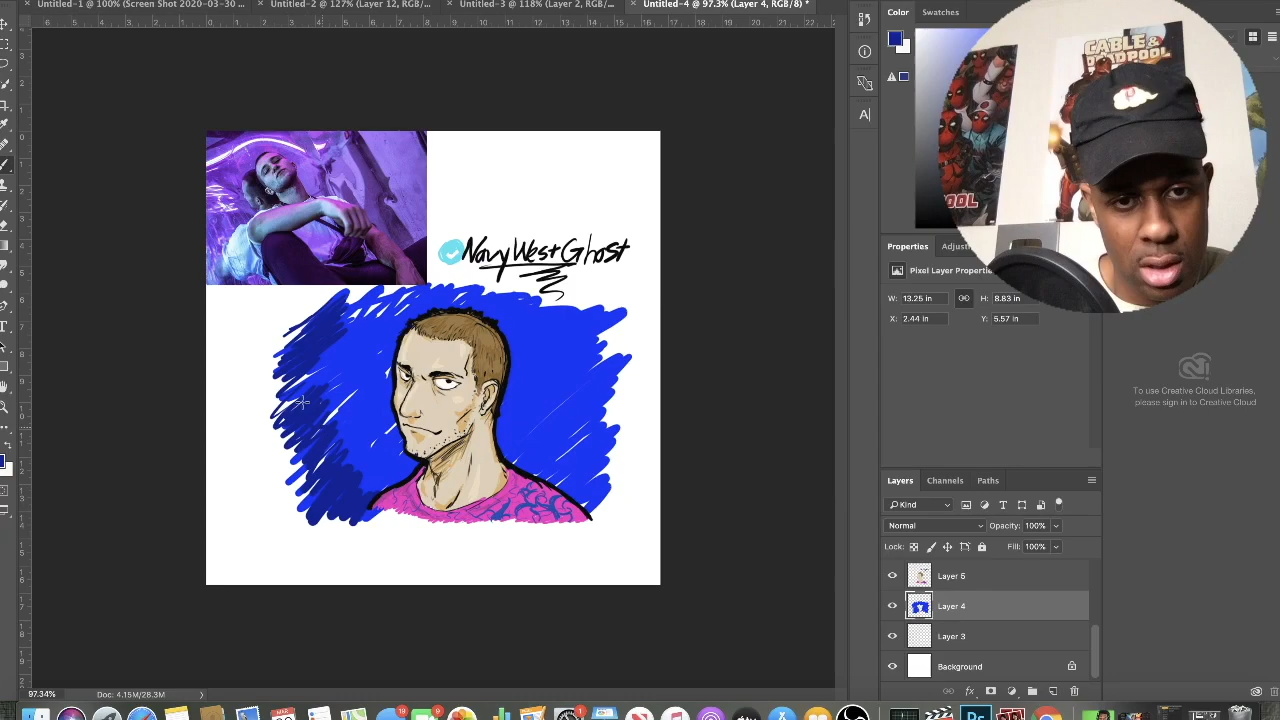 Untitled-1 @ 100% (Screen Shot 2020-03-30 ...
Untitled-2 @ 127% (Layer 12, RGB/...
Untitled-3 @ 118% (Layer 2, RGB/...
Untitled-4 @ 97.3% (Layer 4, RGB/8) *
Color
Swatches
CABLE &
DEADPOOL
POOL
NavyWestGhost
Properties
Pixel Layer Properti
W: 13.25 in
H: 8.83 in
X: 2.44 in
Y: 5.57 in
To use Creative Cloud Libraries,
please sign in to Creative Cloud
Layers
Channels
Paths
Kind
Normal
Opacity: 100%
Lock:
Fill: 100%
Layer 5
Layer 4
Layer 3
Background
fx
97.34%
Doc: 4.15M/28.3M
Ps